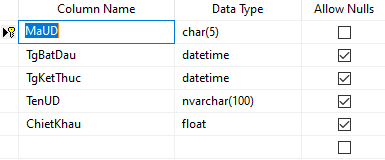 Column Name Data Type Allow Nulls
MaUD char(5)
TgBatDau datetime
TgKetThuc datetime
TenUD nvarchar(100)
ChietKhau float